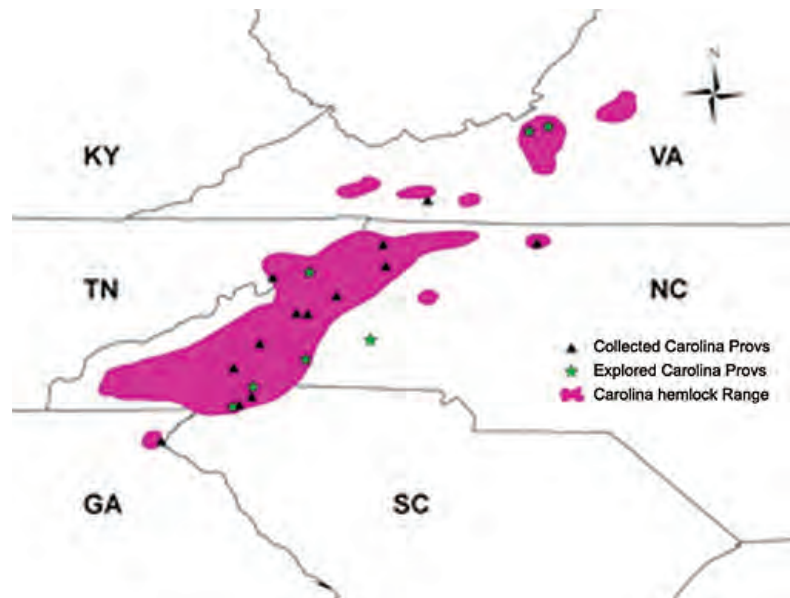 N
KY
VA
TN
NC
▲ Collected Carolina Provs
★ Explored Carolina Provs
Carolina hemlock Range
GA
SC